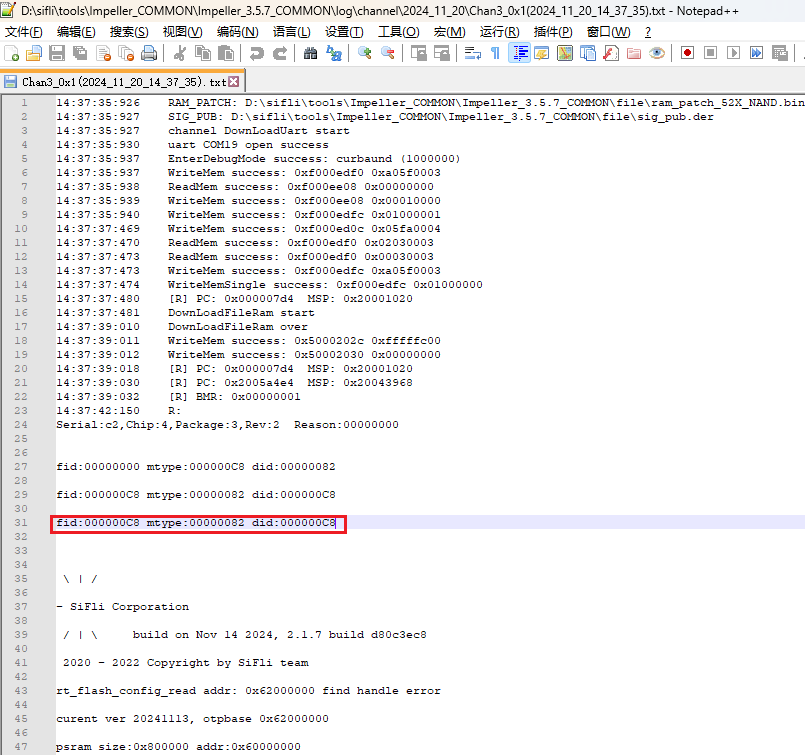 D:\sifli\tools\Impeller_COMMON\Impeller_3.5.7_COMMON\log\channel\2024_11_20\Chan3_0x1(2024_11_20_14_37_35).txt - Notepad++
文件(F) 编辑(E) 搜索(S) 视图(V) 编码(N) 语言(L) 设置(T) 工具(O) 宏(M) 运行(R) 插件(P) 窗口(W) ?
Chan3_0x1(2024_11_20_14_37_35).txt
1 14:37:35:926 RAM_PATCH: D:\sifli\tools\Impeller_COMMON\Impeller_3.5.7_COMMON\file\ram_patch_52X_NAND.bin
2 14:37:35:927 SIG_PUB: D:\sifli\tools\Impeller_COMMON\Impeller_3.5.7_COMMON\file\sig_pub.der
3 14:37:35:927 channel DownLoadUart start
4 14:37:35:930 uart COM19 open success
5 14:37:35:937 EnterDebugMode success: curbaund (1000000)
6 14:37:35:937 WriteMem success: 0xf000edf0 0xa05f0003
7 14:37:35:938 ReadMem success: 0xf000ee08 0x00000000
8 14:37:35:939 WriteMem success: 0xf000ee08 0x00010000
9 14:37:35:940 WriteMem success: 0xf000edfc 0x01000001
10 14:37:37:469 WriteMem success: 0xf000ed0c 0x05fa0004
11 14:37:37:470 ReadMem success: 0xf000edf0 0x02030003
12 14:37:37:473 ReadMem success: 0xf000edf0 0x00030003
13 14:37:37:473 WriteMem success: 0xf000edfc 0xa05f0003
14 14:37:37:474 WriteMemSingle success: 0xf000edfc 0x01000000
15 14:37:37:480 [R] PC: 0x000007d4 MSP: 0x20001020
16 14:37:37:481 DownLoadFileRam start
17 14:37:39:010 DownLoadFileRam over
18 14:37:39:011 WriteMem success: 0x5000202c 0xfffffc00
19 14:37:39:012 WriteMem success: 0x50002030 0x00000000
20 14:37:39:018 [R] PC: 0x000007d4 MSP: 0x20001020
21 14:37:39:030 [R] PC: 0x2005a4e4 MSP: 0x20043968
22 14:37:39:032 [R] BMR: 0x00000001
23 14:37:42:150 R:
24 Serial:c2,Chip:4,Package:3,Rev:2 Reason:00000000
25
26
27 fid:00000000 mtype:000000C8 did:00000082
28
29 fid:000000C8 mtype:00000082 did:000000C8
30
31 fid:000000C8 mtype:00000082 did:000000C8
32
33
34
35 \ | /
36
37 - SiFli Corporation
38
39 / | \ build on Nov 14 2024, 2.1.7 build d80c3ec8
40
41 2020 - 2022 Copyright by SiFli team
42
43 rt_flash_config_read addr: 0x62000000 find handle error
44
45 curent ver 20241113, otpbase 0x62000000
46
47 psram size:0x800000 addr:0x60000000